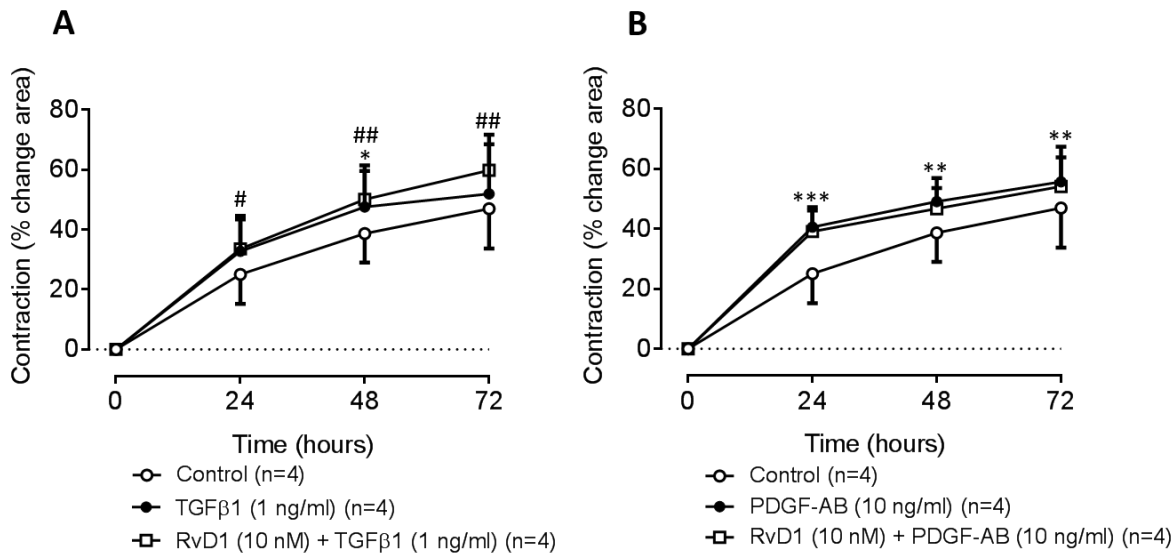 A
Contraction (% change area)
80
60
40
20
0
#
##
*
##
0 24 48 72
Time (hours)
Control (n=4)
TGFβ1 (1 ng/ml) (n=4)
RvD1 (10 nM) + TGFβ1 (1 ng/ml) (n=4)
B
Contraction (% change area)
80
60
40
20
0
***
**
**
0 24 48 72
Time (hours)
Control (n=4)
PDGF-AB (10 ng/ml) (n=4)
RvD1 (10 nM) + PDGF-AB (10 ng/ml) (n=4)